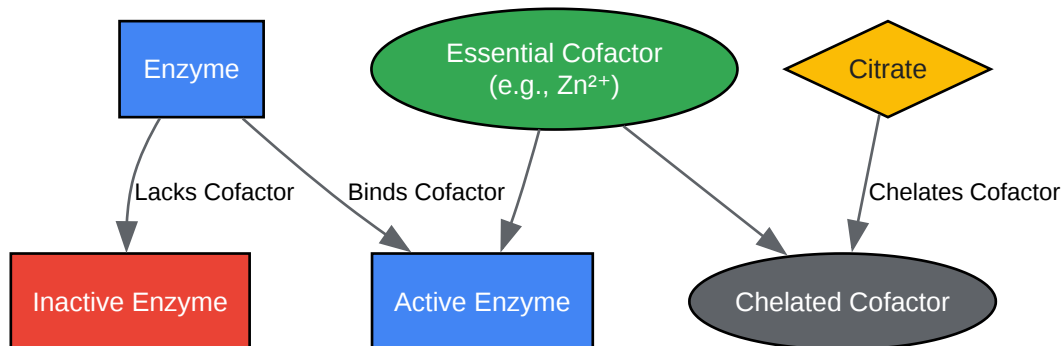 Enzyme
Essential Cofactor
(e.g., Zn²⁺)
Citrate
Lacks Cofactor
Binds Cofactor
Chelates Cofactor
Inactive Enzyme
Active Enzyme
Chelated Cofactor